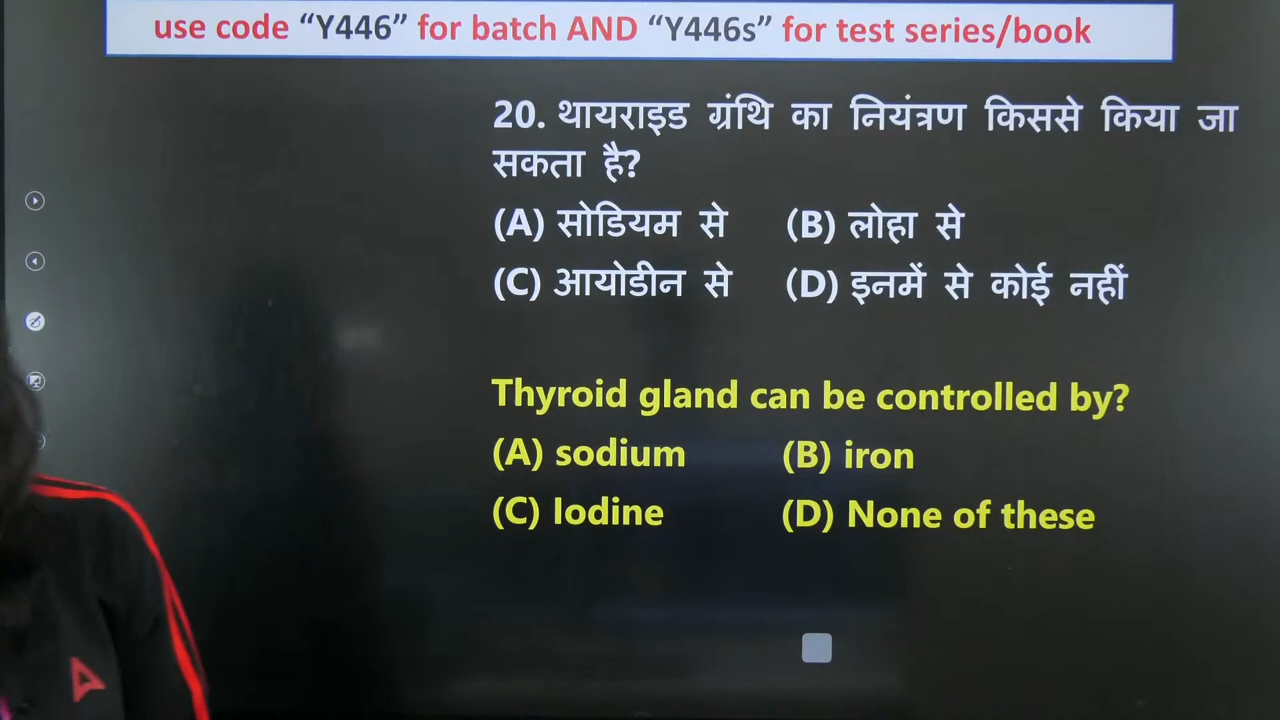 use code “Y446” for batch AND “Y446s” for test series/book
20. थायराइड ग्रंथि का नियंत्रण किससे किया जा
सकता है?
(A) सोडियम से (B) लोहा से
(C) आयोडीन से (D) इनमें से कोई नहीं
Thyroid gland can be controlled by?
(A) sodium (B) iron
(C) Iodine (D) None of these